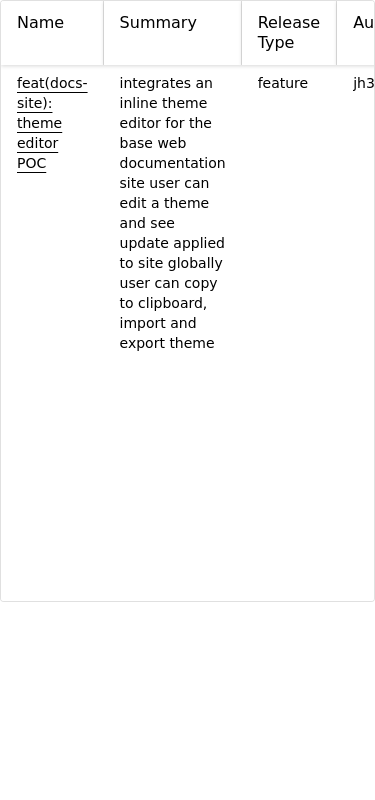 Name
Summary
Release
Type
Au
feat(docs-
site):
theme
editor
POC
integrates an
inline theme
editor for the
base web
documentation
site user can
edit a theme
and see
update applied
to site globally
user can copy
to clipboard,
import and
export theme
feature
jh3